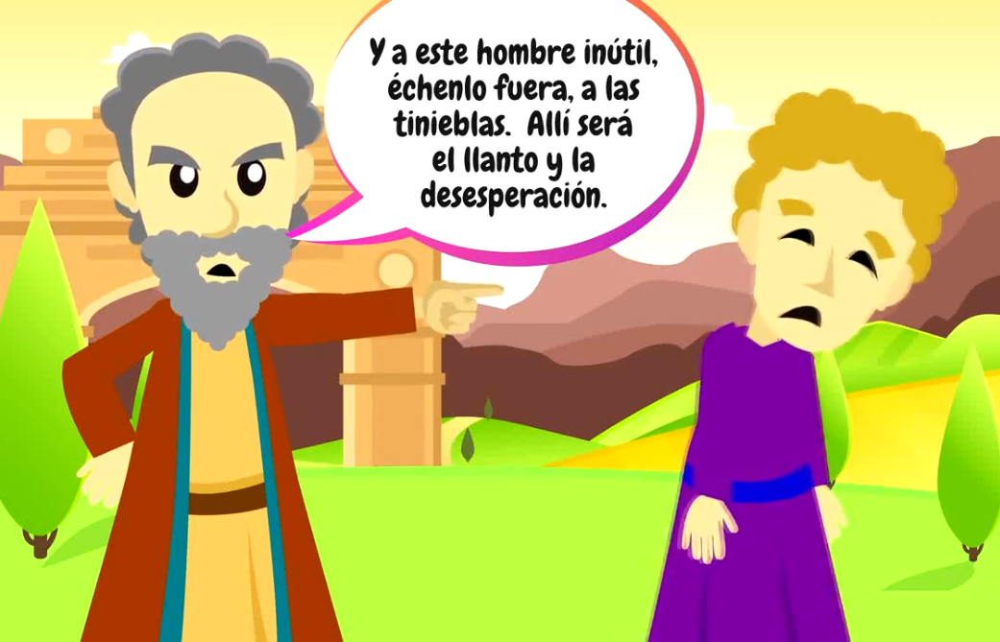 Y a este hombre inútil,
échenlo fuera, a las
tinieblas. Allí será
el llanto y la
desesperación.